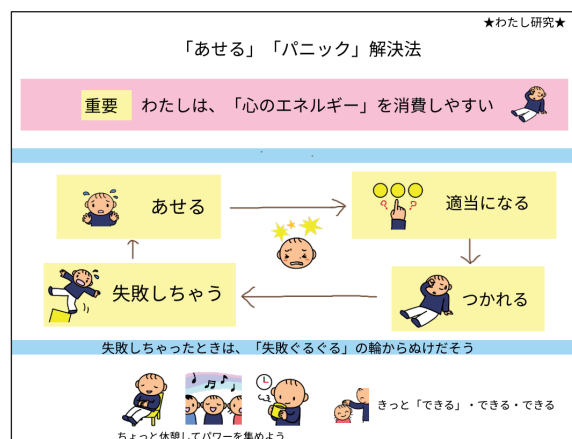 ★わたし研究★
「あせる」「パニック」解決法
重要 わたしは、「心のエネルギー」を消費しやすい
あせる
適当になる
失敗しちゃう
つかれる
失敗しちゃったときは、「失敗ぐるぐる」の輪からぬけだそう
きっと「できる」・できる・できる
ちょっと休憩してパワーを集めよう